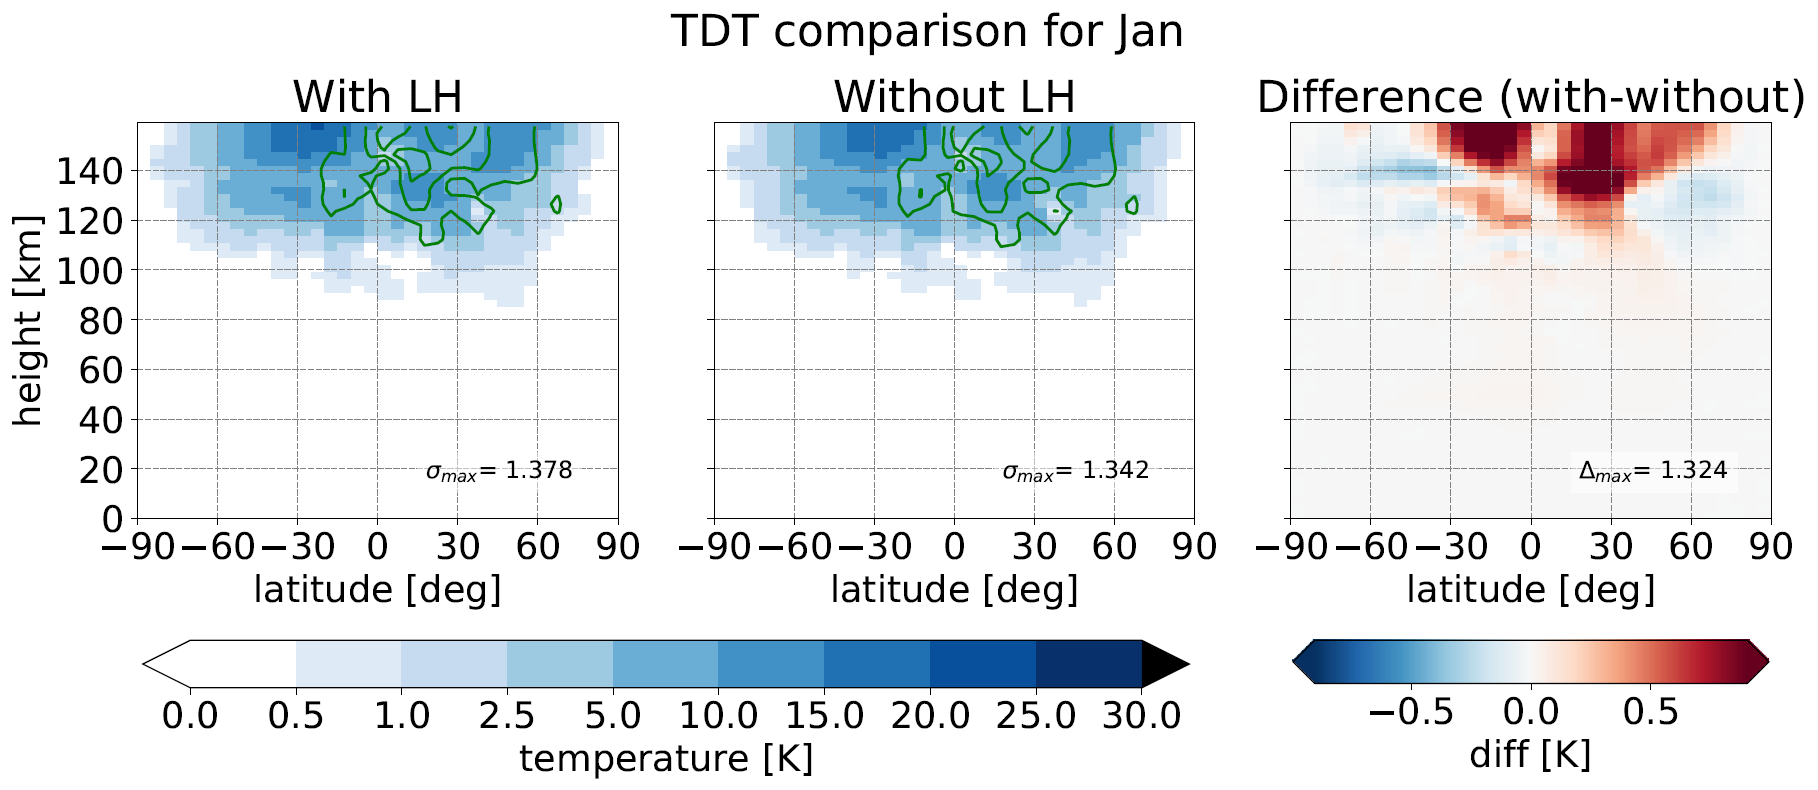 TDT comparison for Jan
With LH
Without LH
Difference (with-without)
height [km]
140
120
100
80
60
40
20
0
σmax= 1.378
σmax= 1.342
Δmax= 1.324
−90 −60 −30 0 30 60 90
−90 −60 −30 0 30 60 90
−90 −60 −30 0 30 60 90
latitude [deg]
latitude [deg]
latitude [deg]
0.0 0.5 1.0 2.5 5.0 10.0 15.0 20.0 25.0 30.0
temperature [K]
−0.5 0.0 0.5
diff [K]